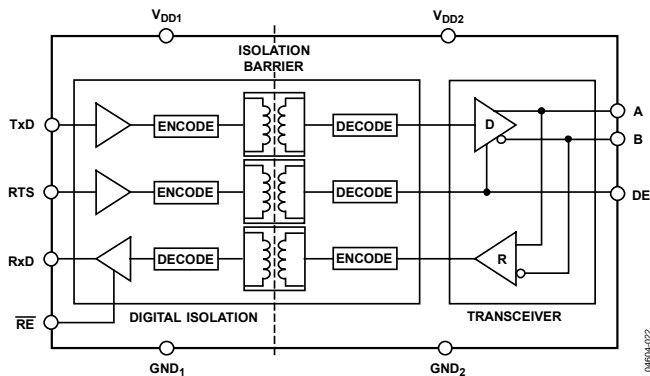 VDD1
VDD2
ISOLATION
BARRIER
TxD
ENCODE
DECODE
D
A
B
RTS
ENCODE
DECODE
DE
RxD
DECODE
ENCODE
R
RE
DIGITAL ISOLATION
TRANSCEIVER
GND1
GND2
04604-022